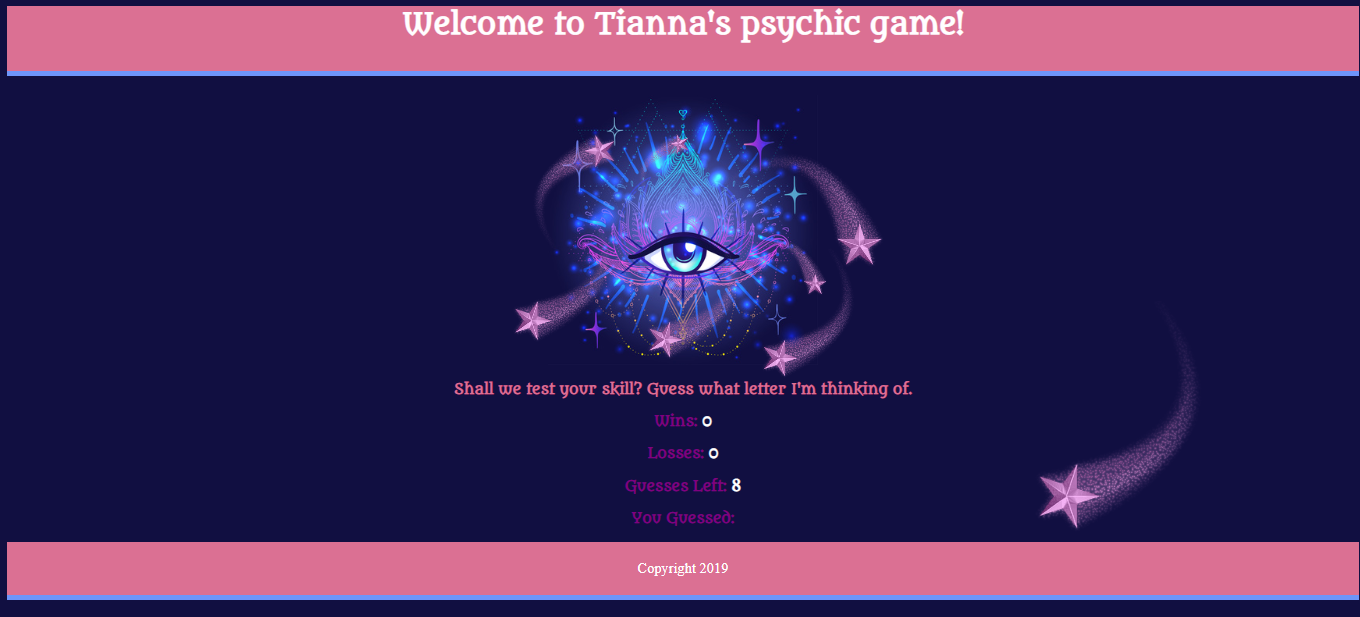 Welcome to Tianna's psychic game!
Shall we test your skill? Guess what letter I'm thinking of.
Wins: 0
Losses: 0
Guesses Left: 8
You Guessed:
Copyright 2019